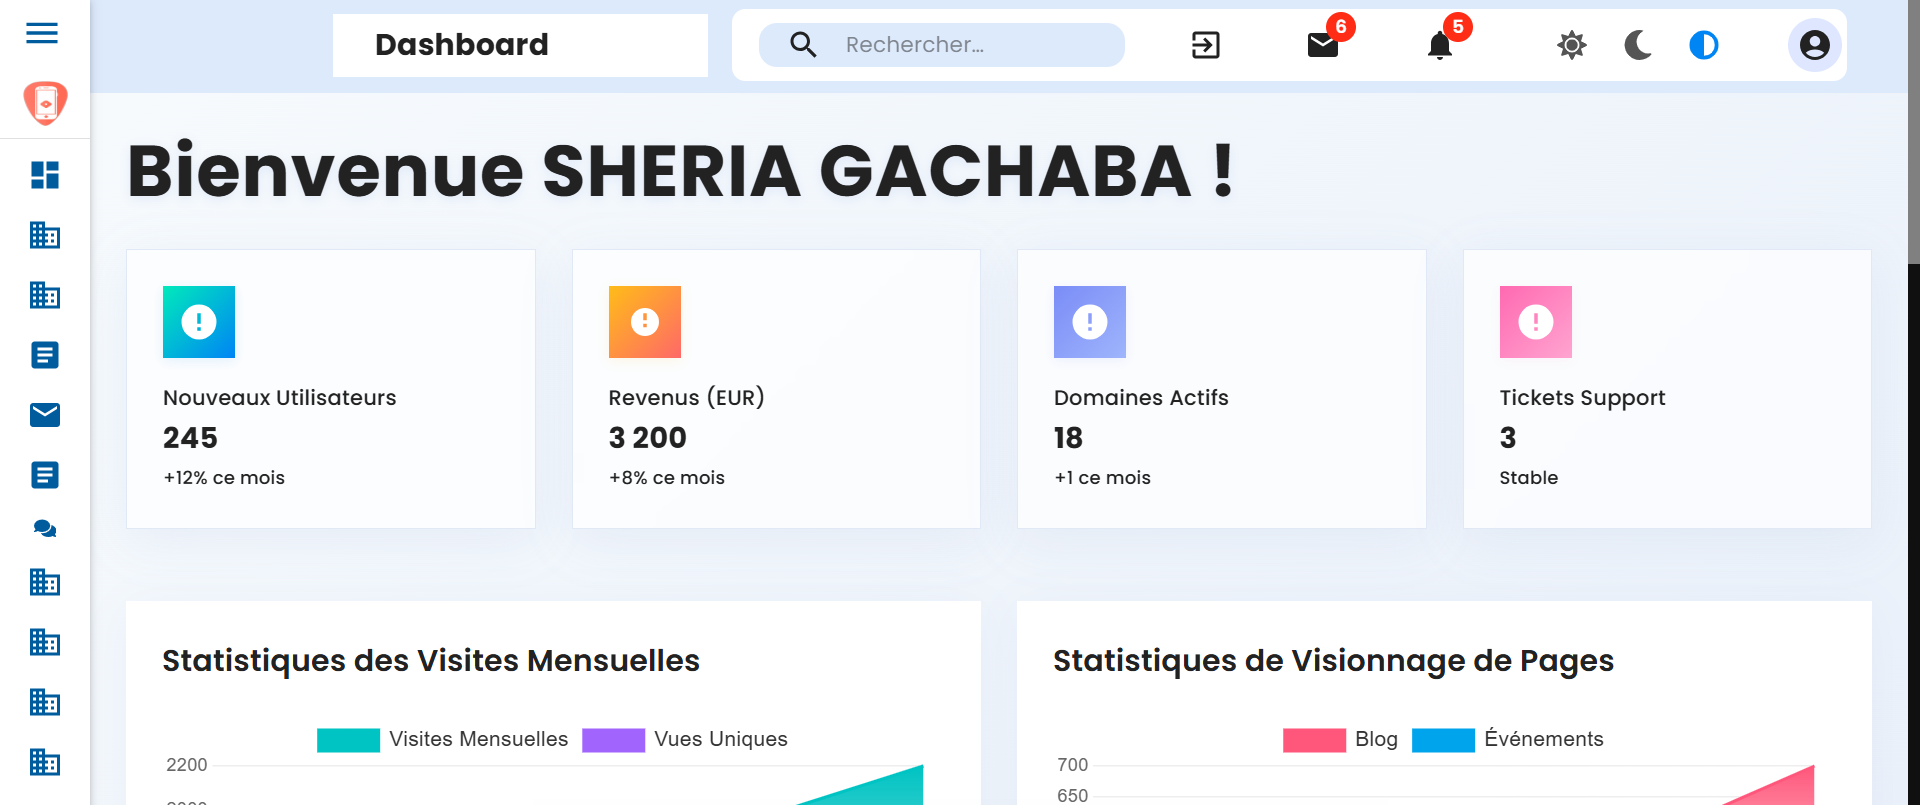 Dashboard
Rechercher...
6
5
Bienvenue SHERIA GACHABA !
Nouveaux Utilisateurs
245
+12% ce mois
Revenus (EUR)
3 200
+8% ce mois
Domaines Actifs
18
+1 ce mois
Tickets Support
3
Stable
Statistiques des Visites Mensuelles
Visites Mensuelles
Vues Uniques
2200
Statistiques de Visionnage de Pages
Blog
Événements
700
650